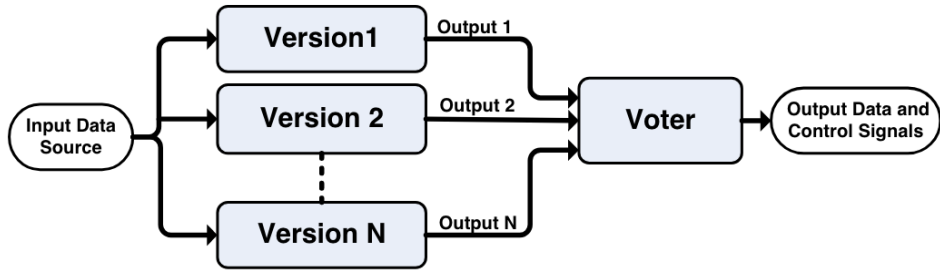 Version1
Output 1
Input Data
Source
Version 2
Output 2
Voter
Output Data and
Control Signals
Version N
Output N